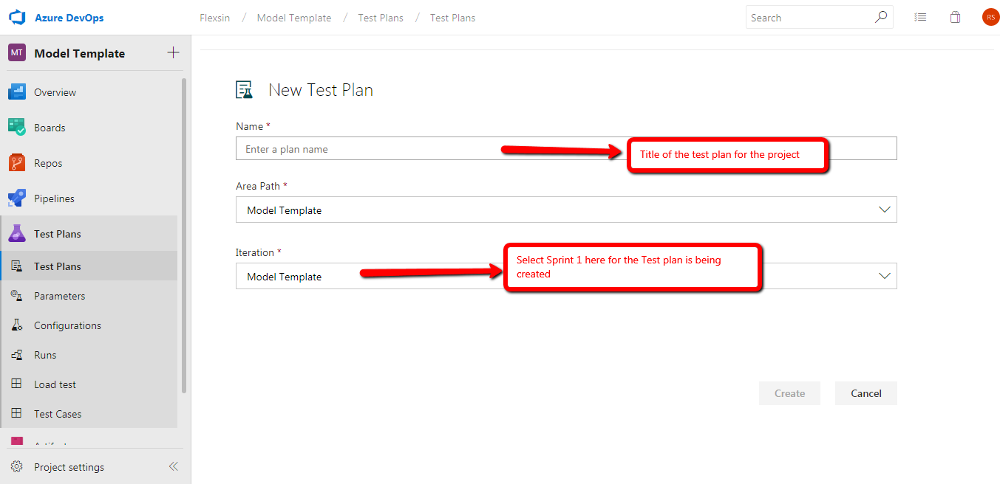 Azure DevOps
Flexsin / Model Template / Test Plans / Test Plans
Search
RS
MT Model Template
Overview
Boards
Repos
Pipelines
Test Plans
Test Plans
Parameters
Configurations
Runs
Load test
Test Cases
Project settings
New Test Plan
Name *
Enter a plan name
Title of the test plan for the project
Area Path *
Model Template
Iteration *
Model Template
Select Sprint 1 here for the Test plan is being
created
Create
Cancel